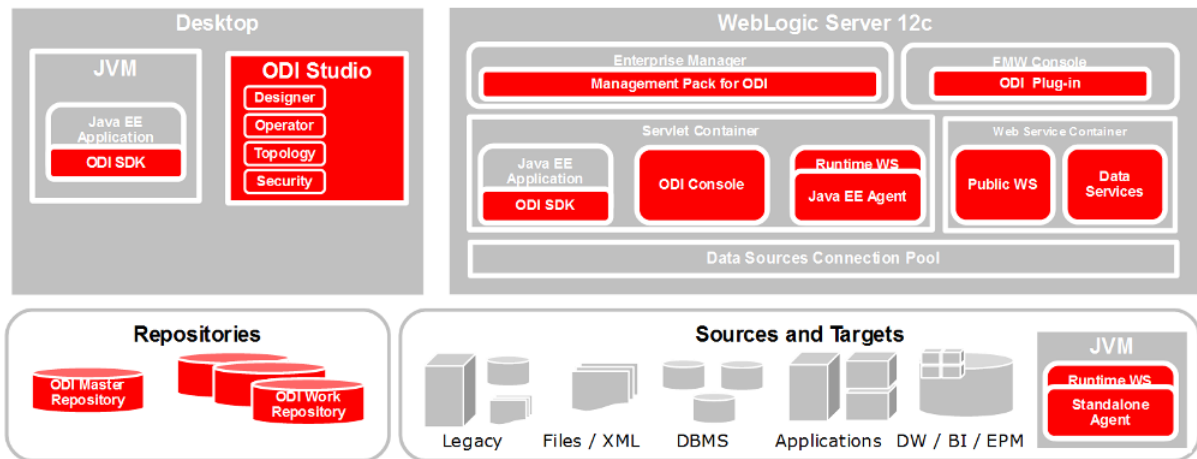 Desktop
JVM
Java EE
Application
ODI SDK
ODI Studio
Designer
Operator
Topology
Security
WebLogic Server 12c
Enterprise Manager
Management Pack for ODI
FMW Console
ODI Plug-in
Servlet Container
Java EE
Application
ODI SDK
ODI Console
Runtime WS
Java EE Agent
Web Service Container
Public WS
Data
Services
Data Sources Connection Pool
Repositories
ODI Master
Repository
ODI Work
Repository
Sources and Targets
Legacy
Files / XML
DBMS
Applications
DW / BI / EPM
JVM
Runtime WS
Standalone
Agent